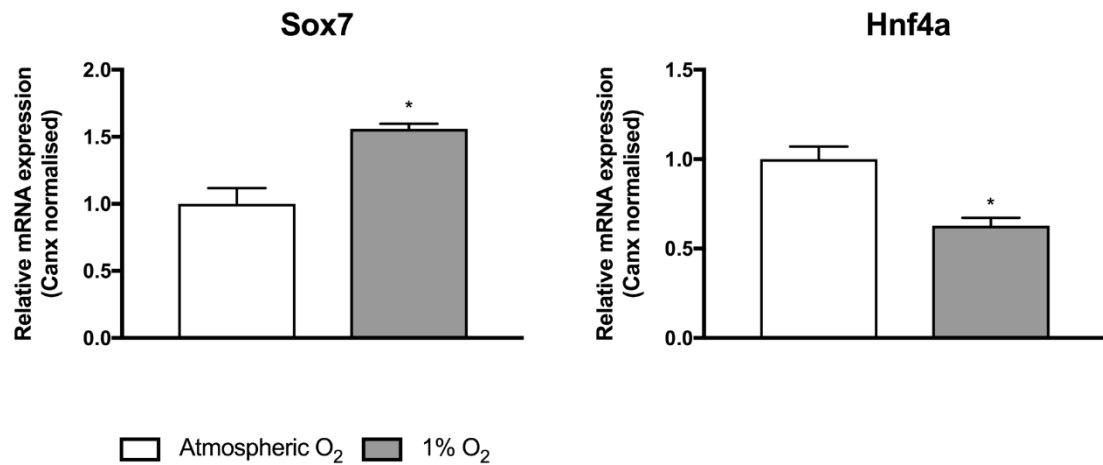 Sox7
Relative mRNA expression
(Canx normalised)
2.0
1.5
1.0
0.5
0.0
*
Hnf4a
Relative mRNA expression
(Canx normalised)
1.5
1.0
0.5
0.0
*
Atmospheric O₂ 1% O₂